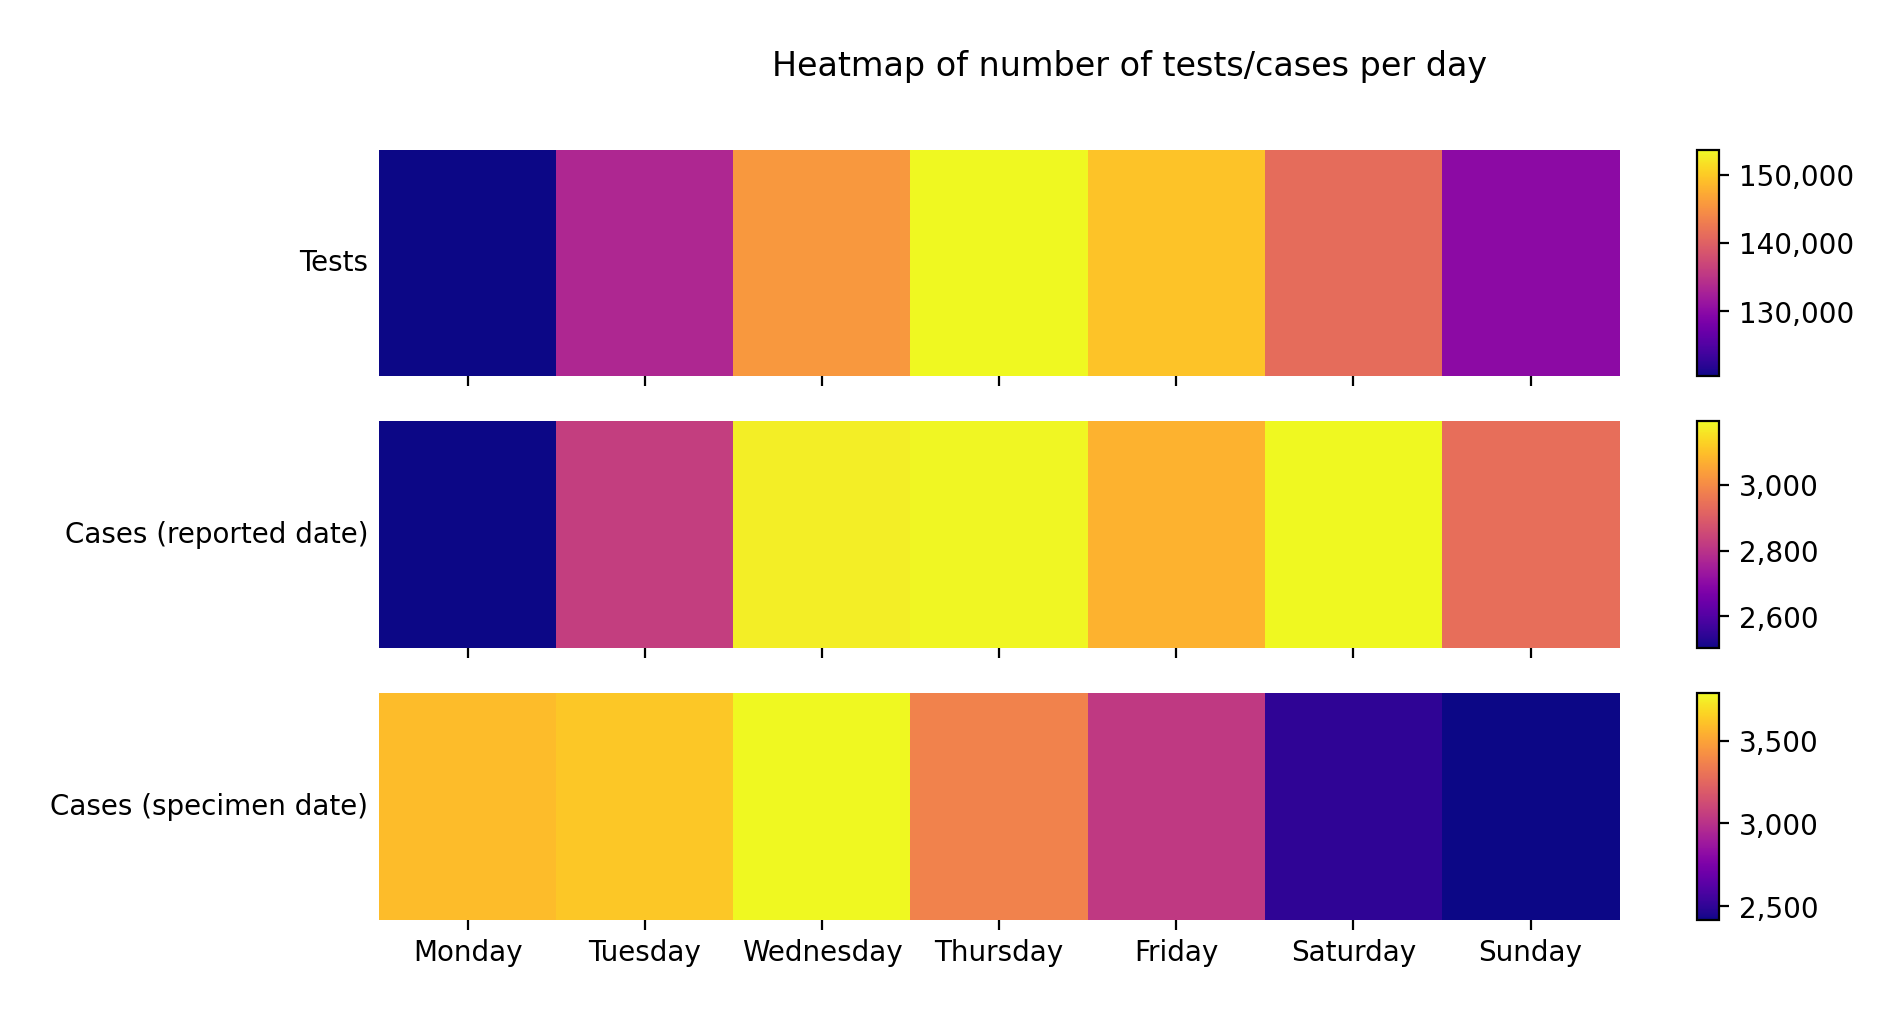 Heatmap of number of tests/cases per day
Tests
150,000
140,000
130,000
Cases (reported date)
3,000
2,800
2,600
Cases (specimen date)
3,500
3,000
2,500
Monday Tuesday Wednesday Thursday Friday Saturday Sunday